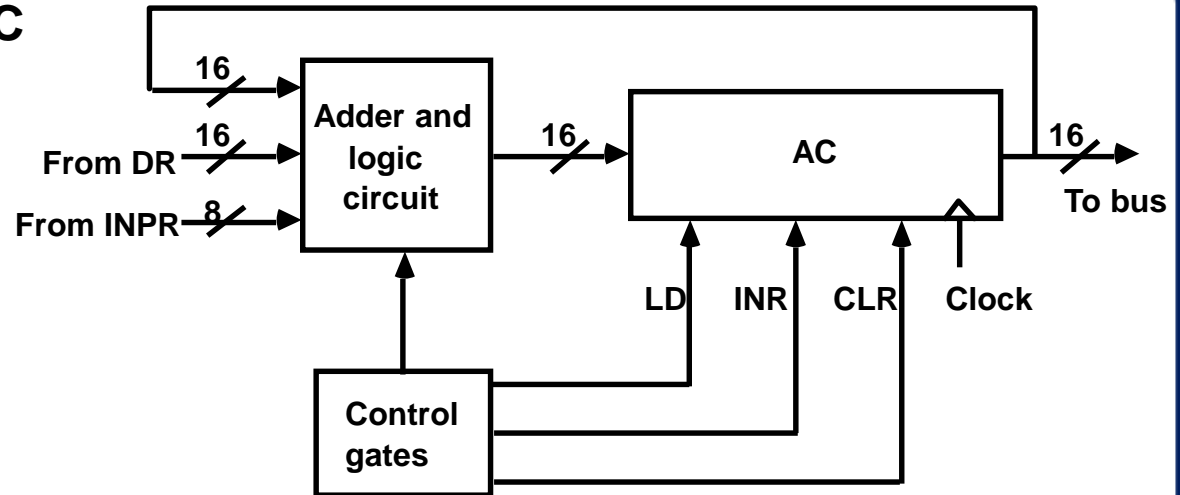 C
16
Adder and
logic
circuit
16
From DR
8
From INPR
16
AC
16
To bus
LD
INR
CLR
Clock
Control
gates